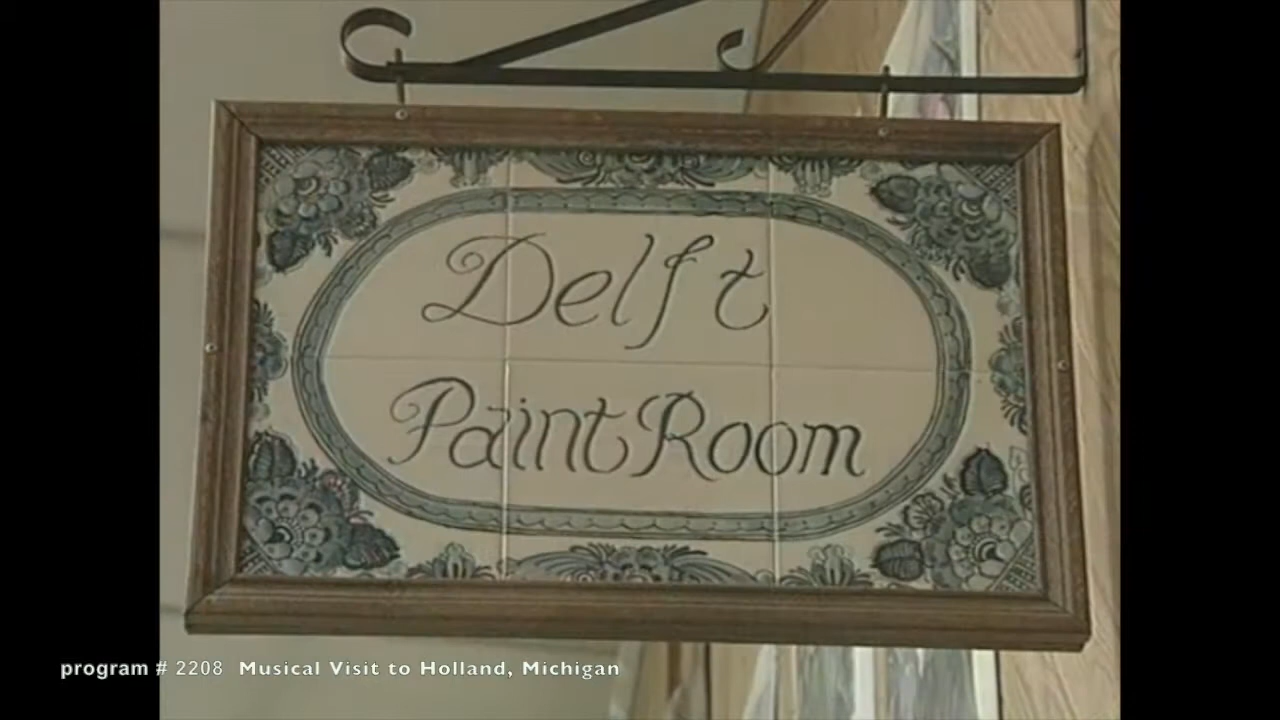 Delft
Paint Room
program # 2208 Musical Visit to Holland, Michigan